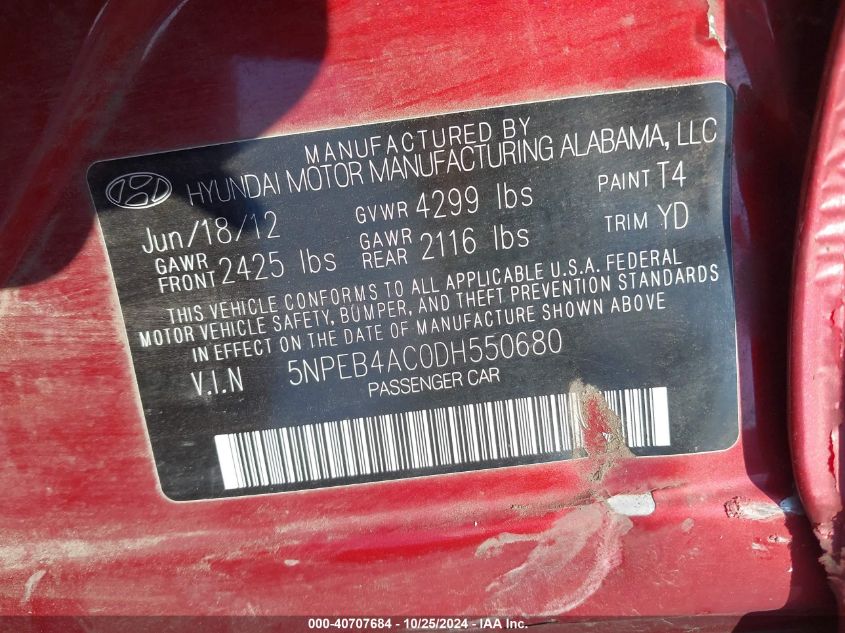 MANUFACTURED BY
HYUNDAI MOTOR MANUFACTURING ALABAMA, LLC
Jun/18/12 GVWR 4299 lbs PAINT T4
GAWR FRONT 2425 lbs GAWR REAR 2116 lbs TRIM YD
THIS VEHICLE CONFORMS TO ALL APPLICABLE U.S.A. FEDERAL
MOTOR VEHICLE SAFETY, BUMPER, AND THEFT PREVENTION STANDARDS
IN EFFECT ON THE DATE OF MANUFACTURE SHOWN ABOVE
V.I.N 5NPEB4AC0DH550680
PASSENGER CAR
000-40707684 - 10/25/2024 - IAA Inc.